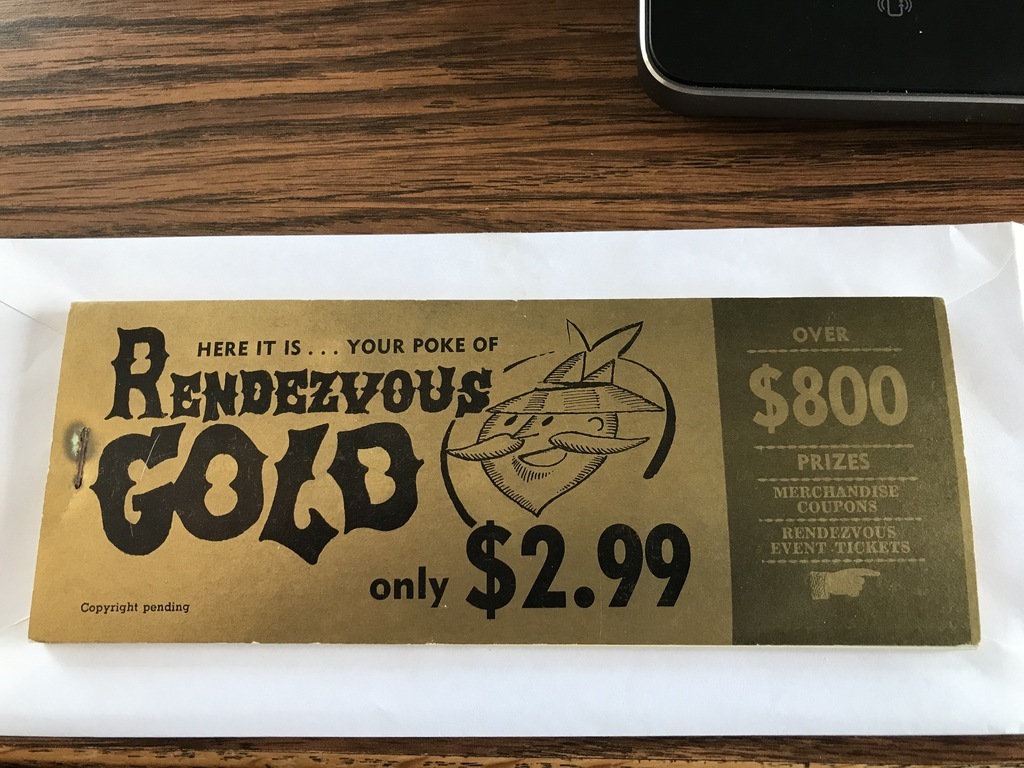 HERE IT IS . . . YOUR POKE OF
RENDEZVOUS
GOLD
only $2.99
Copyright pending
OVER
$800
PRIZES
MERCHANDISE
COUPONS
RENDEZVOUS
EVENT TICKETS